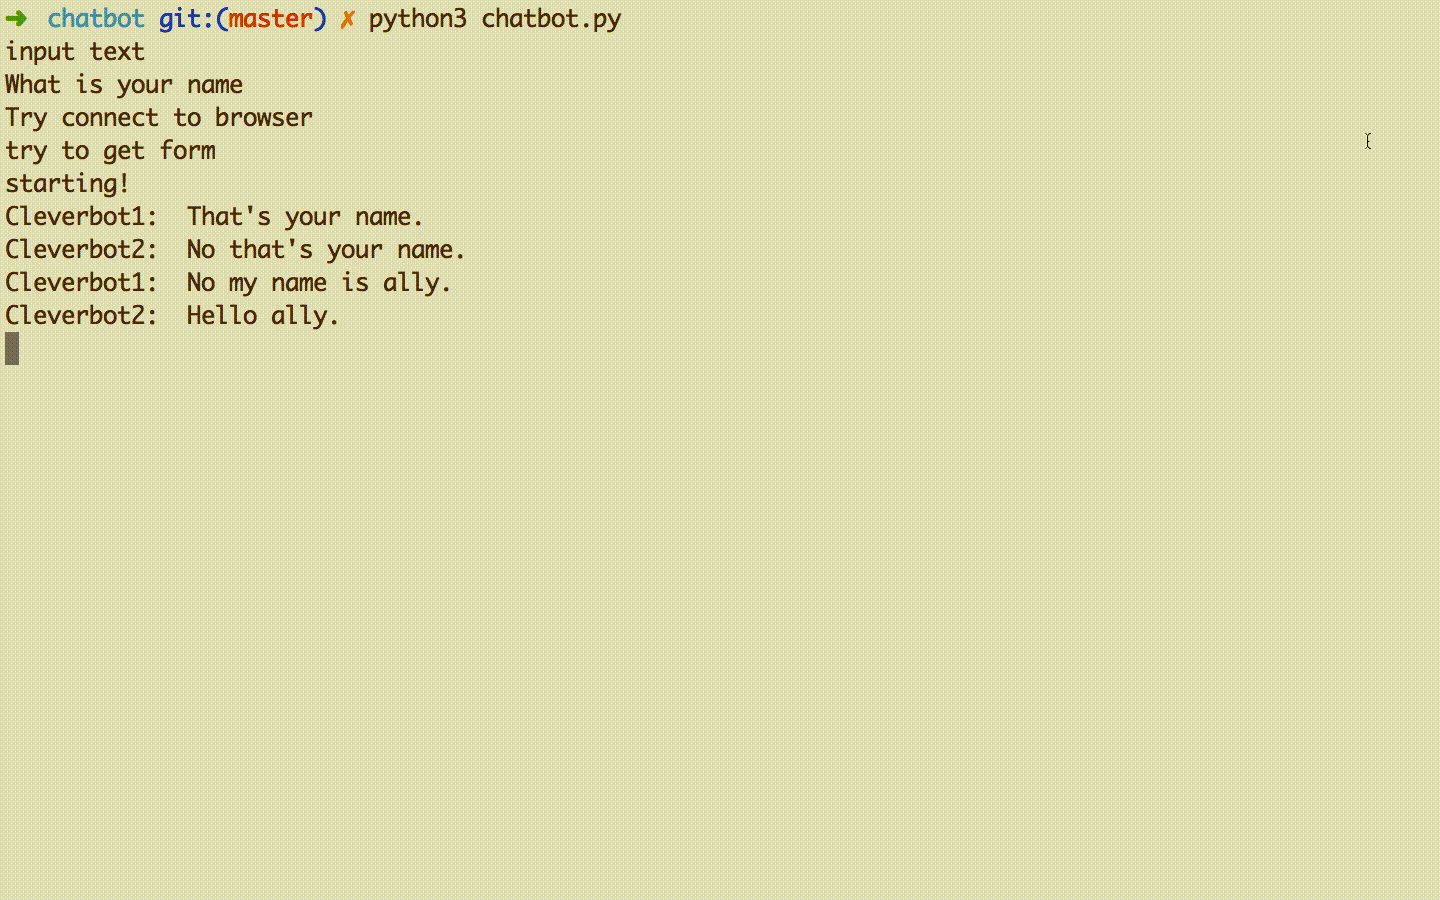 ➜ chatbot git:(master) ✗ python3 chatbot.py
input text
What is your name
Try connect to browser
try to get form
starting!
Cleverbot1:  That's your name.
Cleverbot2:  No that's your name.
Cleverbot1:  No my name is ally.
Cleverbot2:  Hello ally.